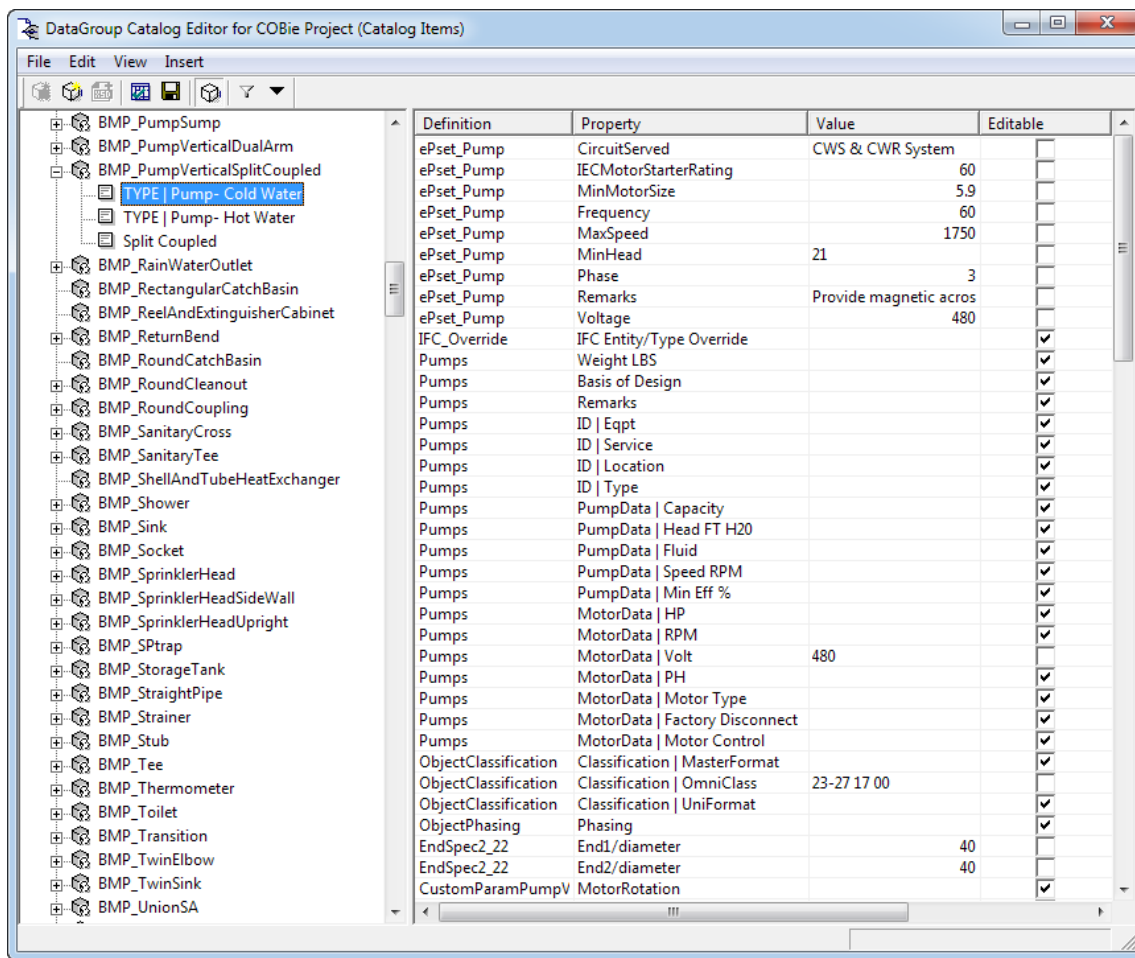 DataGroup Catalog Editor for COBie Project (Catalog Items)
File Edit View Insert
BMP_PumpSump
BMP_PumpVerticalDualArm
BMP_PumpVerticalSplitCoupled
TYPE | Pump- Cold Water
TYPE | Pump- Hot Water
Split Coupled
BMP_RainWaterOutlet
BMP_RectangularCatchBasin
BMP_ReelAndExtinguisherCabinet
BMP_ReturnBend
BMP_RoundCatchBasin
BMP_RoundCleanout
BMP_RoundCoupling
BMP_SanitaryCross
BMP_SanitaryTee
BMP_ShellAndTubeHeatExchanger
BMP_Shower
BMP_Sink
BMP_Socket
BMP_SprinklerHead
BMP_SprinklerHeadSideWall
BMP_SprinklerHeadUpright
BMP_SPtrap
BMP_StorageTank
BMP_StraightPipe
BMP_Strainer
BMP_Stub
BMP_Tee
BMP_Thermometer
BMP_Toilet
BMP_Transition
BMP_TwinElbow
BMP_TwinSink
BMP_UnionSA
Definition Property Value Editable
ePset_Pump CircuitServed CWS & CWR System
ePset_Pump IECMotorStarterRating 60
ePset_Pump MinMotorSize 5.9
ePset_Pump Frequency 60
ePset_Pump MaxSpeed 1750
ePset_Pump MinHead 21
ePset_Pump Phase 3
ePset_Pump Remarks Provide magnetic acros
ePset_Pump Voltage 480
IFC_Override IFC Entity/Type Override
Pumps Weight LBS
Pumps Basis of Design
Pumps Remarks
Pumps ID | Eqpt
Pumps ID | Service
Pumps ID | Location
Pumps ID | Type
Pumps PumpData | Capacity
Pumps PumpData | Head FT H20
Pumps PumpData | Fluid
Pumps PumpData | Speed RPM
Pumps PumpData | Min Eff %
Pumps MotorData | HP
Pumps MotorData | RPM
Pumps MotorData | Volt 480
Pumps MotorData | PH
Pumps MotorData | Motor Type
Pumps MotorData | Factory Disconnect
Pumps MotorData | Motor Control
ObjectClassification Classification | MasterFormat
ObjectClassification Classification | OmniClass 23-27 17 00
ObjectClassification Classification | UniFormat
ObjectPhasing Phasing
EndSpec2_22 End1/diameter 40
EndSpec2_22 End2/diameter 40
CustomParamPumpV MotorRotation